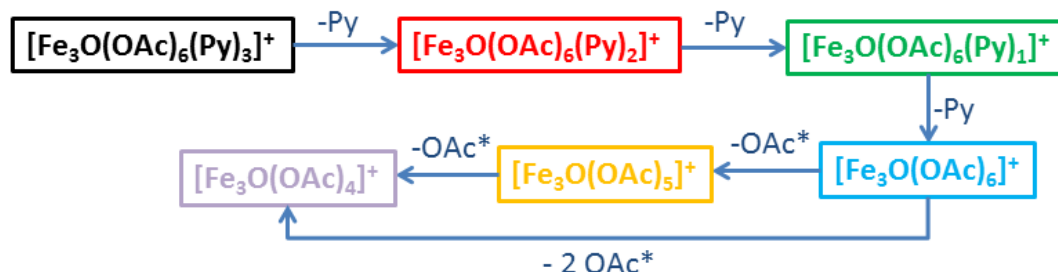 -Py -Py
[Fe₃O(OAc)₆(Py)₃]⁺ [Fe₃O(OAc)₆(Py)₂]⁺ [Fe₃O(OAc)₆(Py)₁]⁺
-Py
-OAc* -OAc*
[Fe₃O(OAc)₄]⁺ [Fe₃O(OAc)₅]⁺ [Fe₃O(OAc)₆]⁺
- 2 OAc*